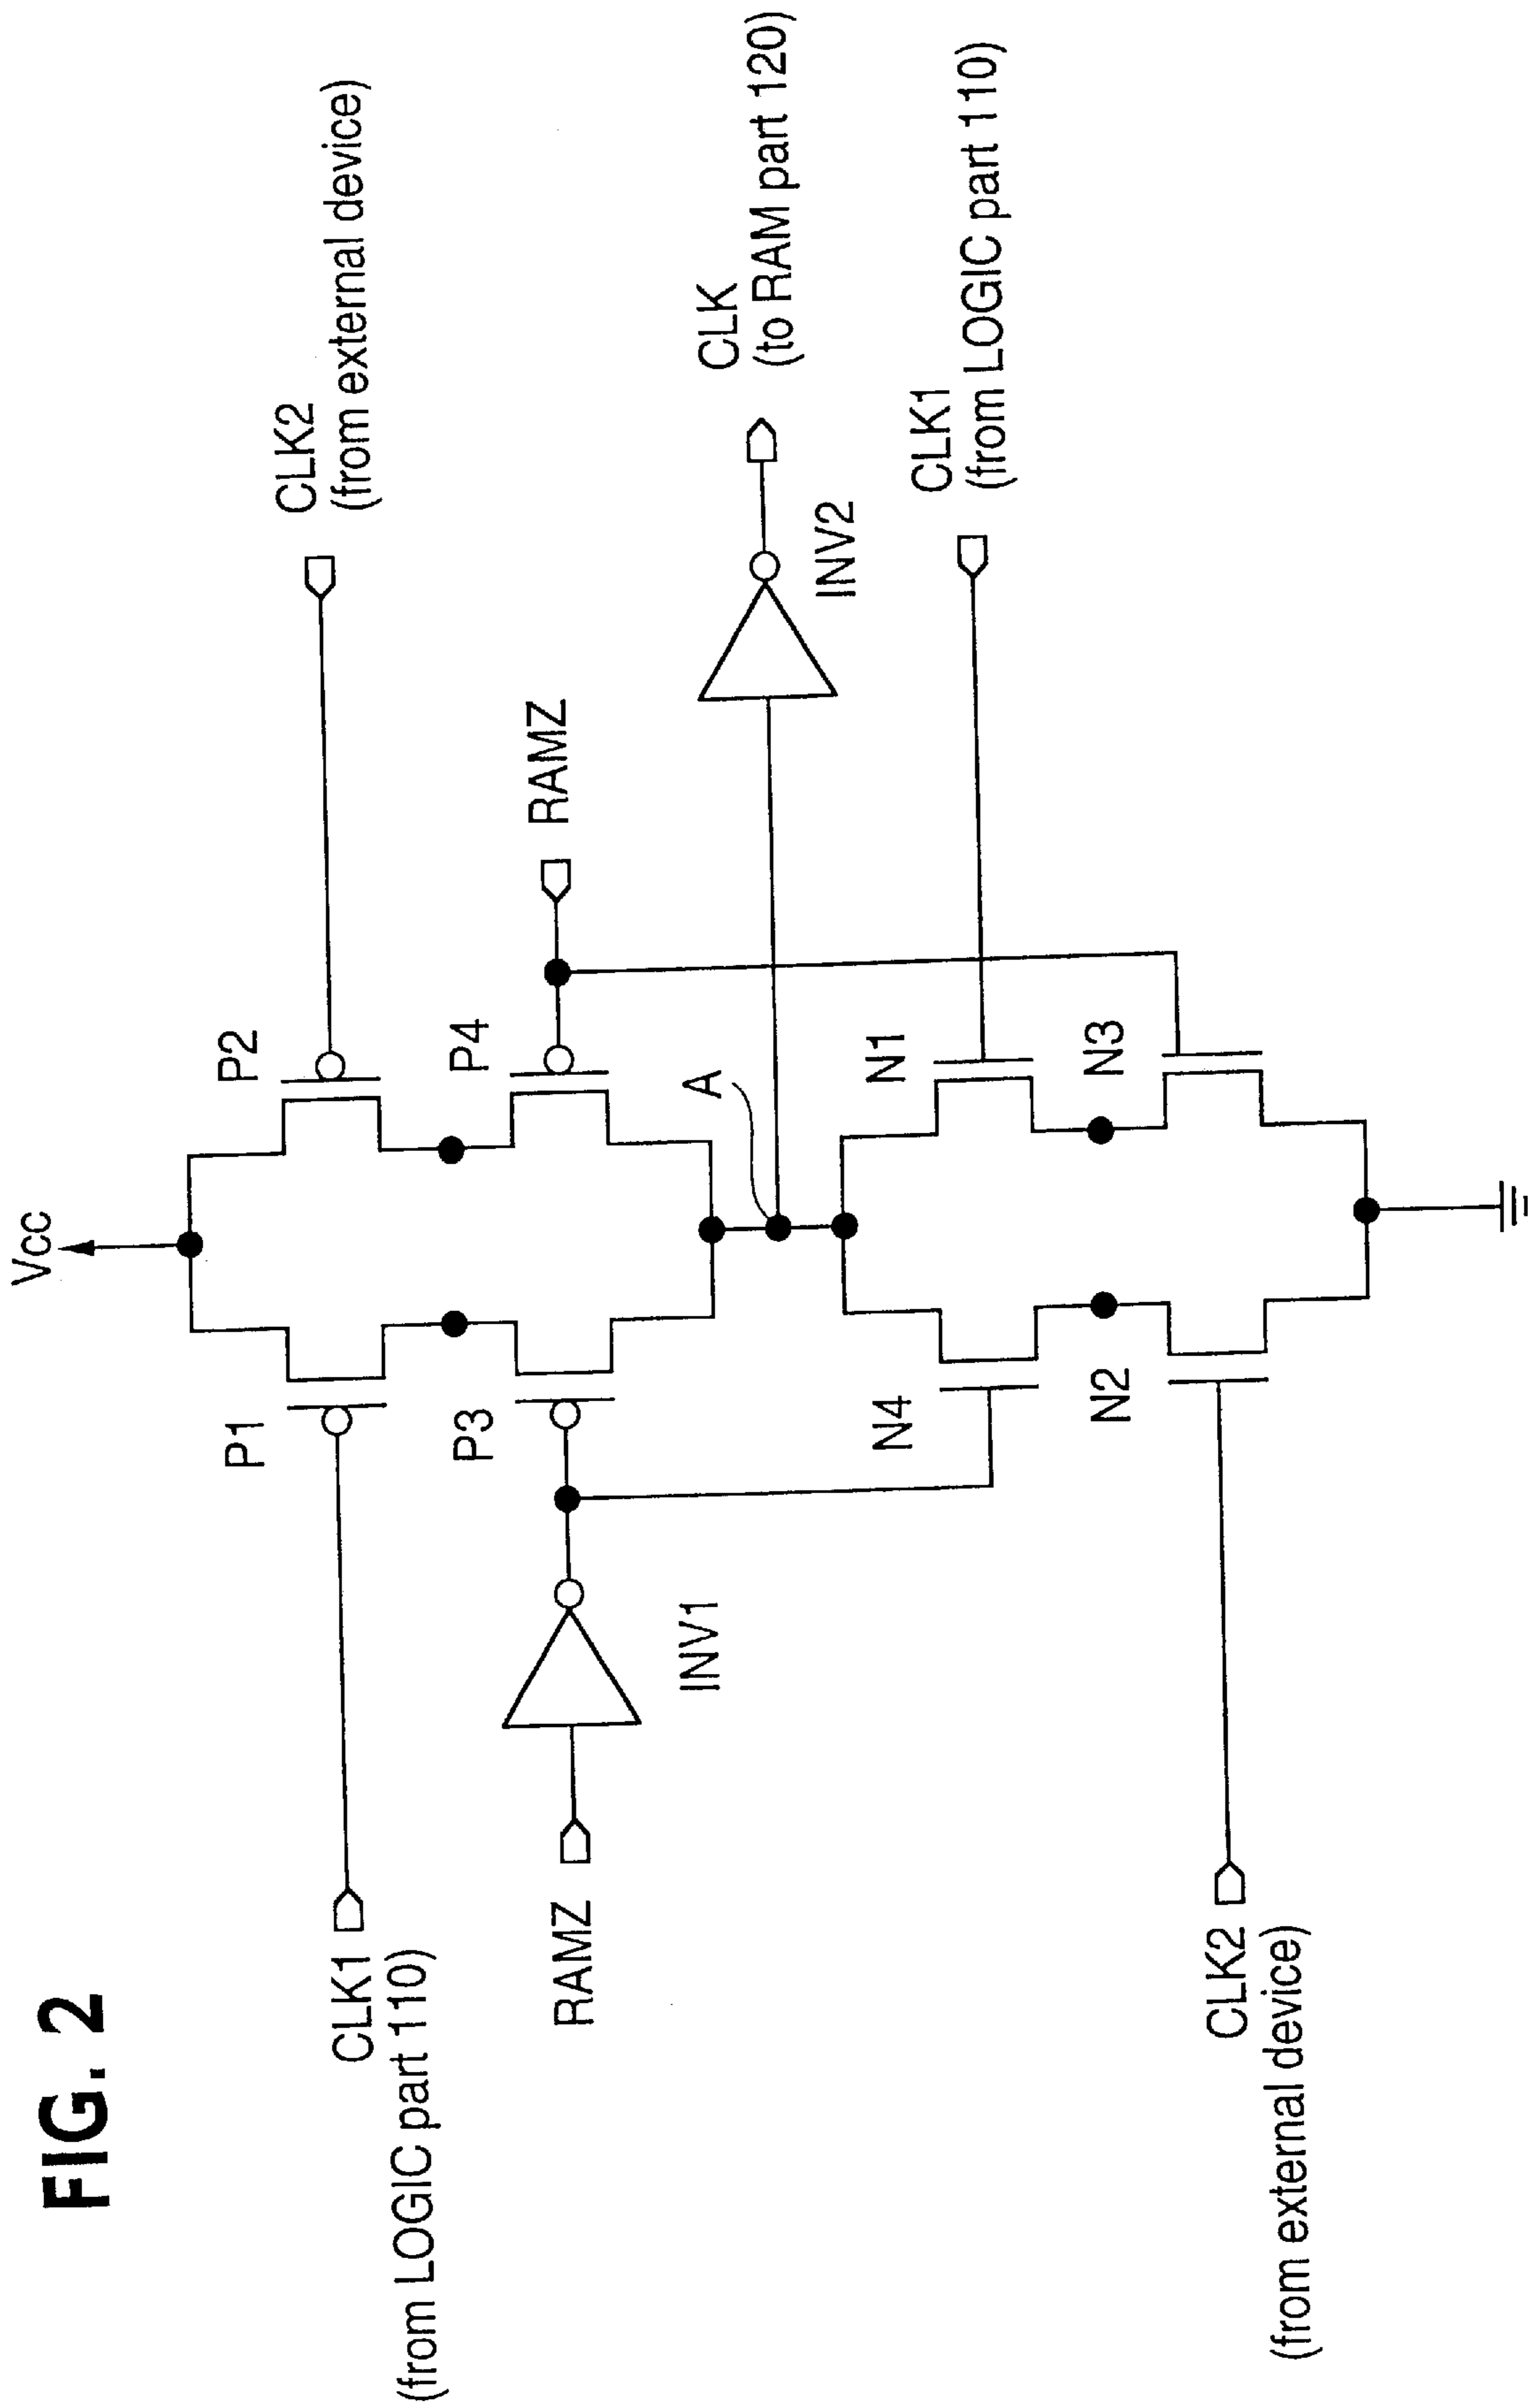 FIG. 2
Vcc
P1
P2
CLK2
(from external device)
CLK1
(from LOGIC part 110)
P3
P4
RAMZ
RAMZ
INV1
A
CLK
(to RAM part 120)
INV2
N4
N1
CLK1
(from LOGIC part 110)
N2
N3
CLK2
(from external device)